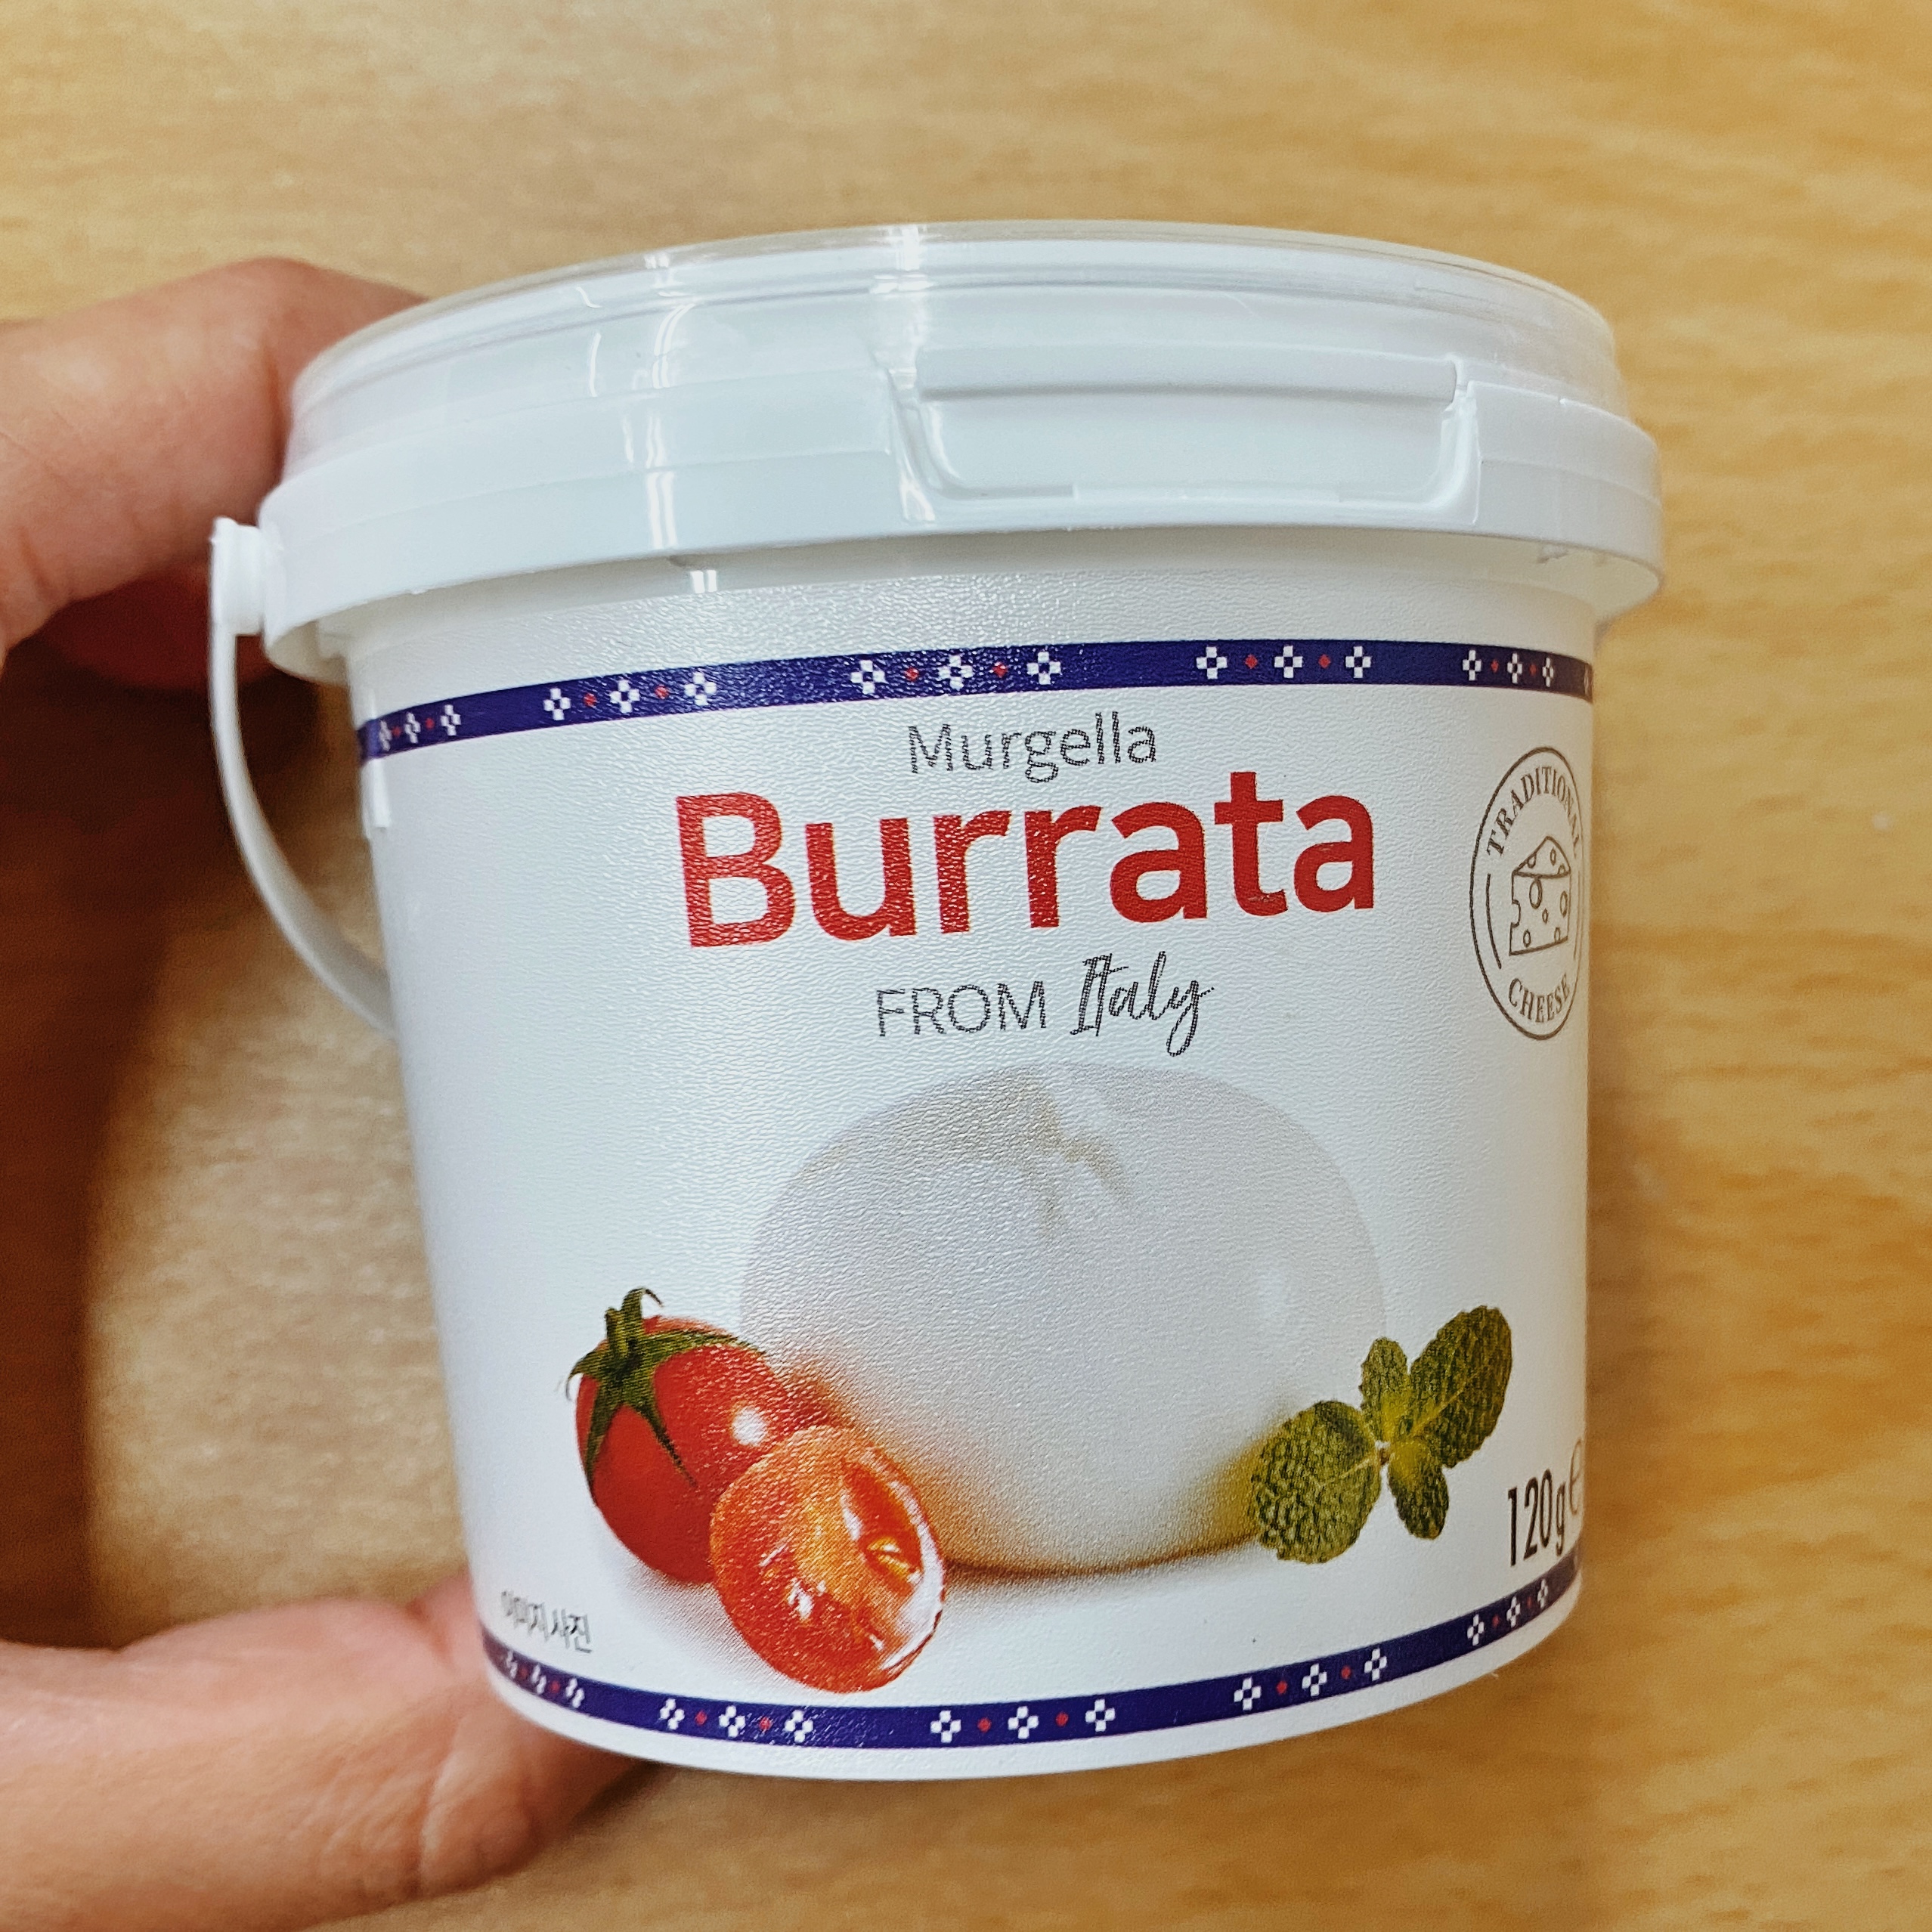 Murgella
Burrata
FROM Italy
TRADITIONAL
CHEESE
120g e
이미지사진